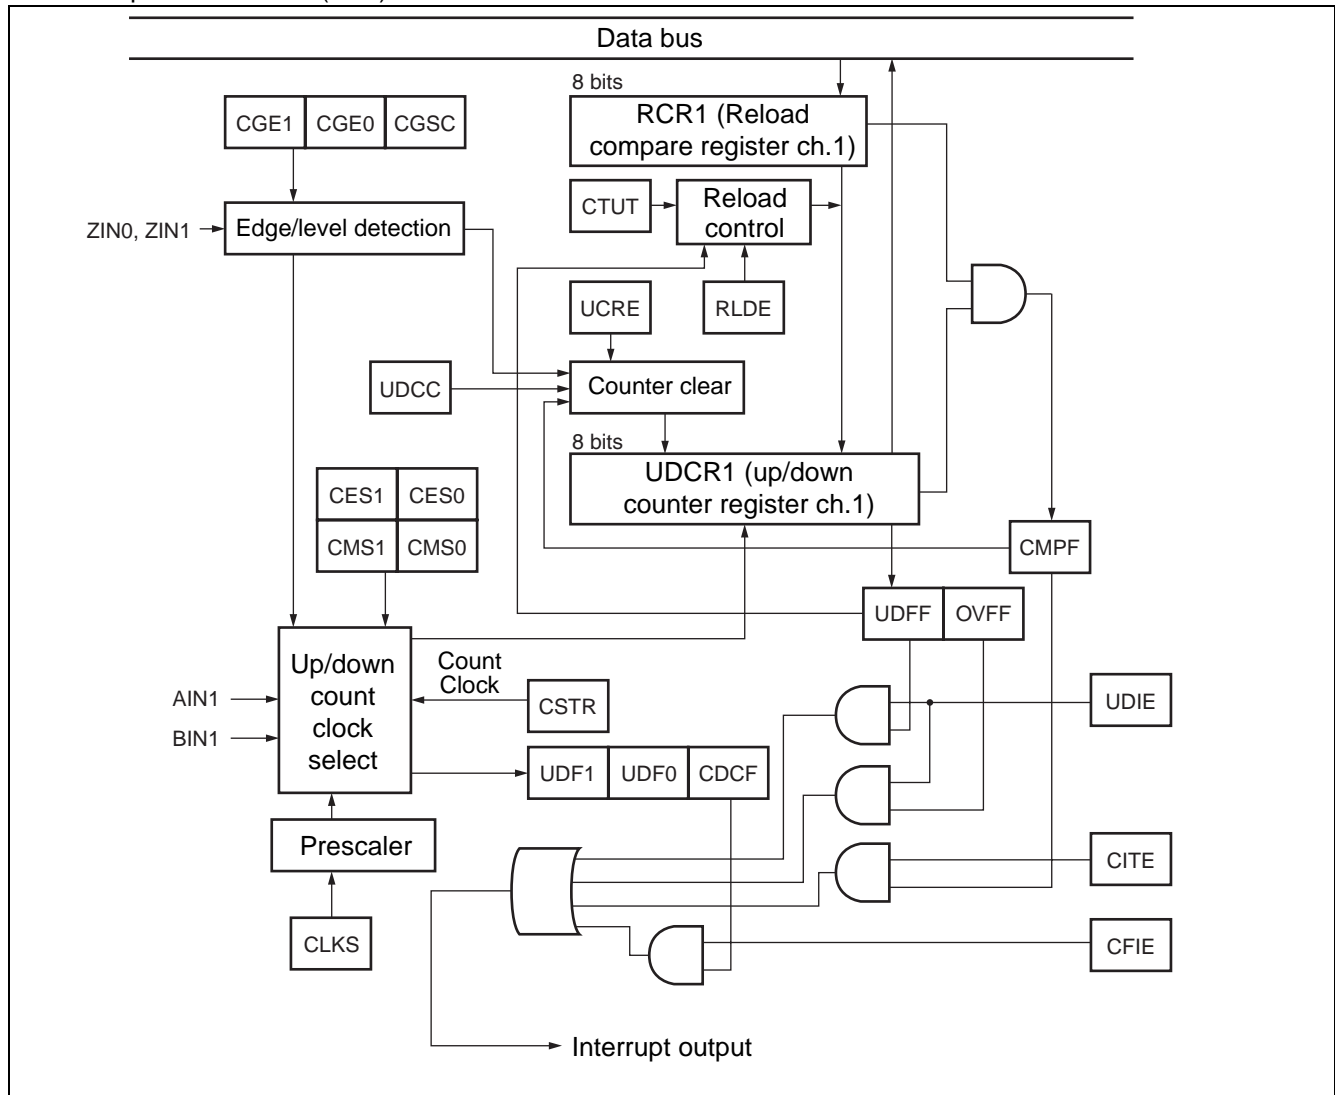 Data bus
8 bits
RCR1 (Reload
compare register ch.1)
CGE1 CGE0 CGSC
CTUT
Reload
control
ZIN0, ZIN1
Edge/level detection
UCRE
RLDE
UDCC
Counter clear
8 bits
UDCR1 (up/down
counter register ch.1)
CES1 CES0
CMS1 CMS0
CMPF
UDFF OVFF
Up/down
count
clock
select
Count
Clock
AIN1
BIN1
CSTR
UDIE
UDF1 UDF0 CDCF
Prescaler
CITE
CLKS
CFIE
Interrupt output